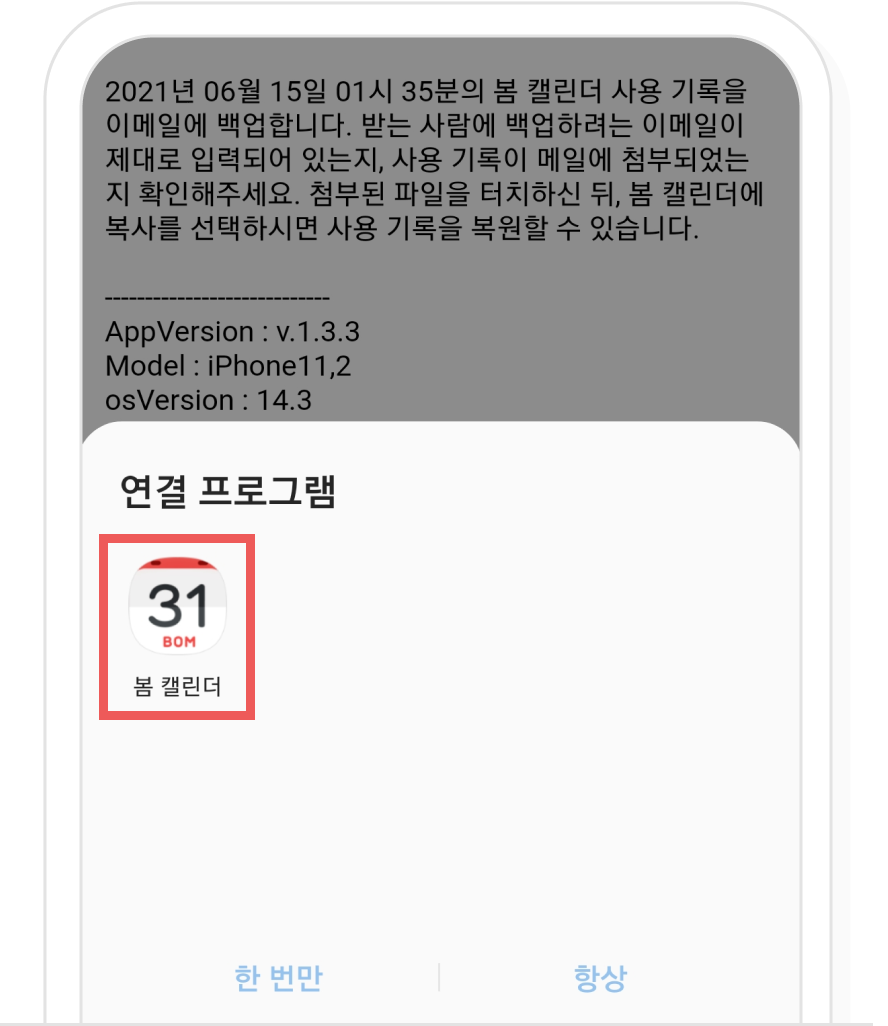 2021년 06월 15일 01시 35분의 봄 캘린더 사용 기록을
이메일에 백업합니다. 받는 사람에 백업하려는 이메일이
제대로 입력되어 있는지, 사용 기록이 메일에 첨부되었는
지 확인해주세요. 첨부된 파일을 터치하신 뒤, 봄 캘린더에
복사를 선택하시면 사용 기록을 복원할 수 있습니다.
----------------------------
AppVersion : v.1.3.3
Model : iPhone11,2
osVersion : 14.3
연결 프로그램
31
BOM
봄 캘린더
한 번만
항상